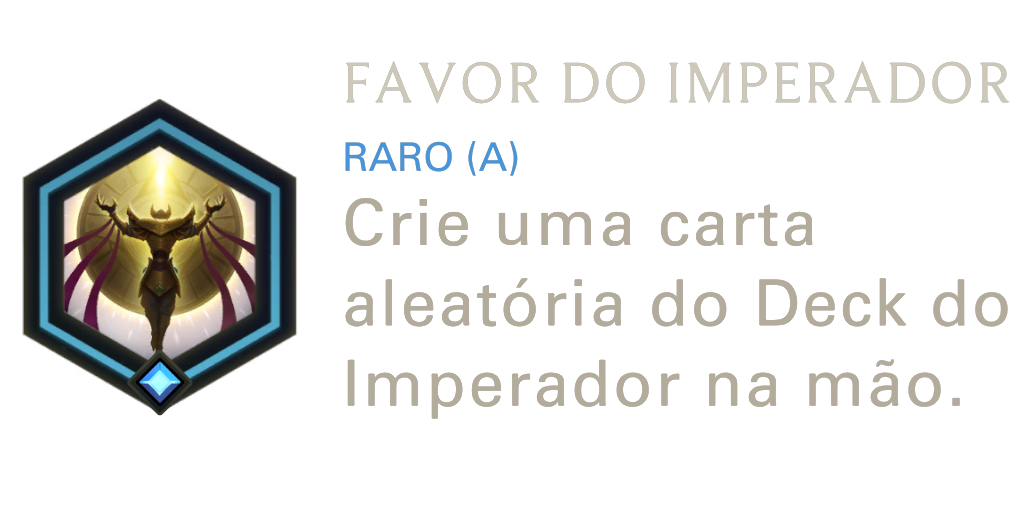 FAVOR DO IMPERADOR
RARO (A)
Crie uma carta
aleatória do Deck do
Imperador na mão.